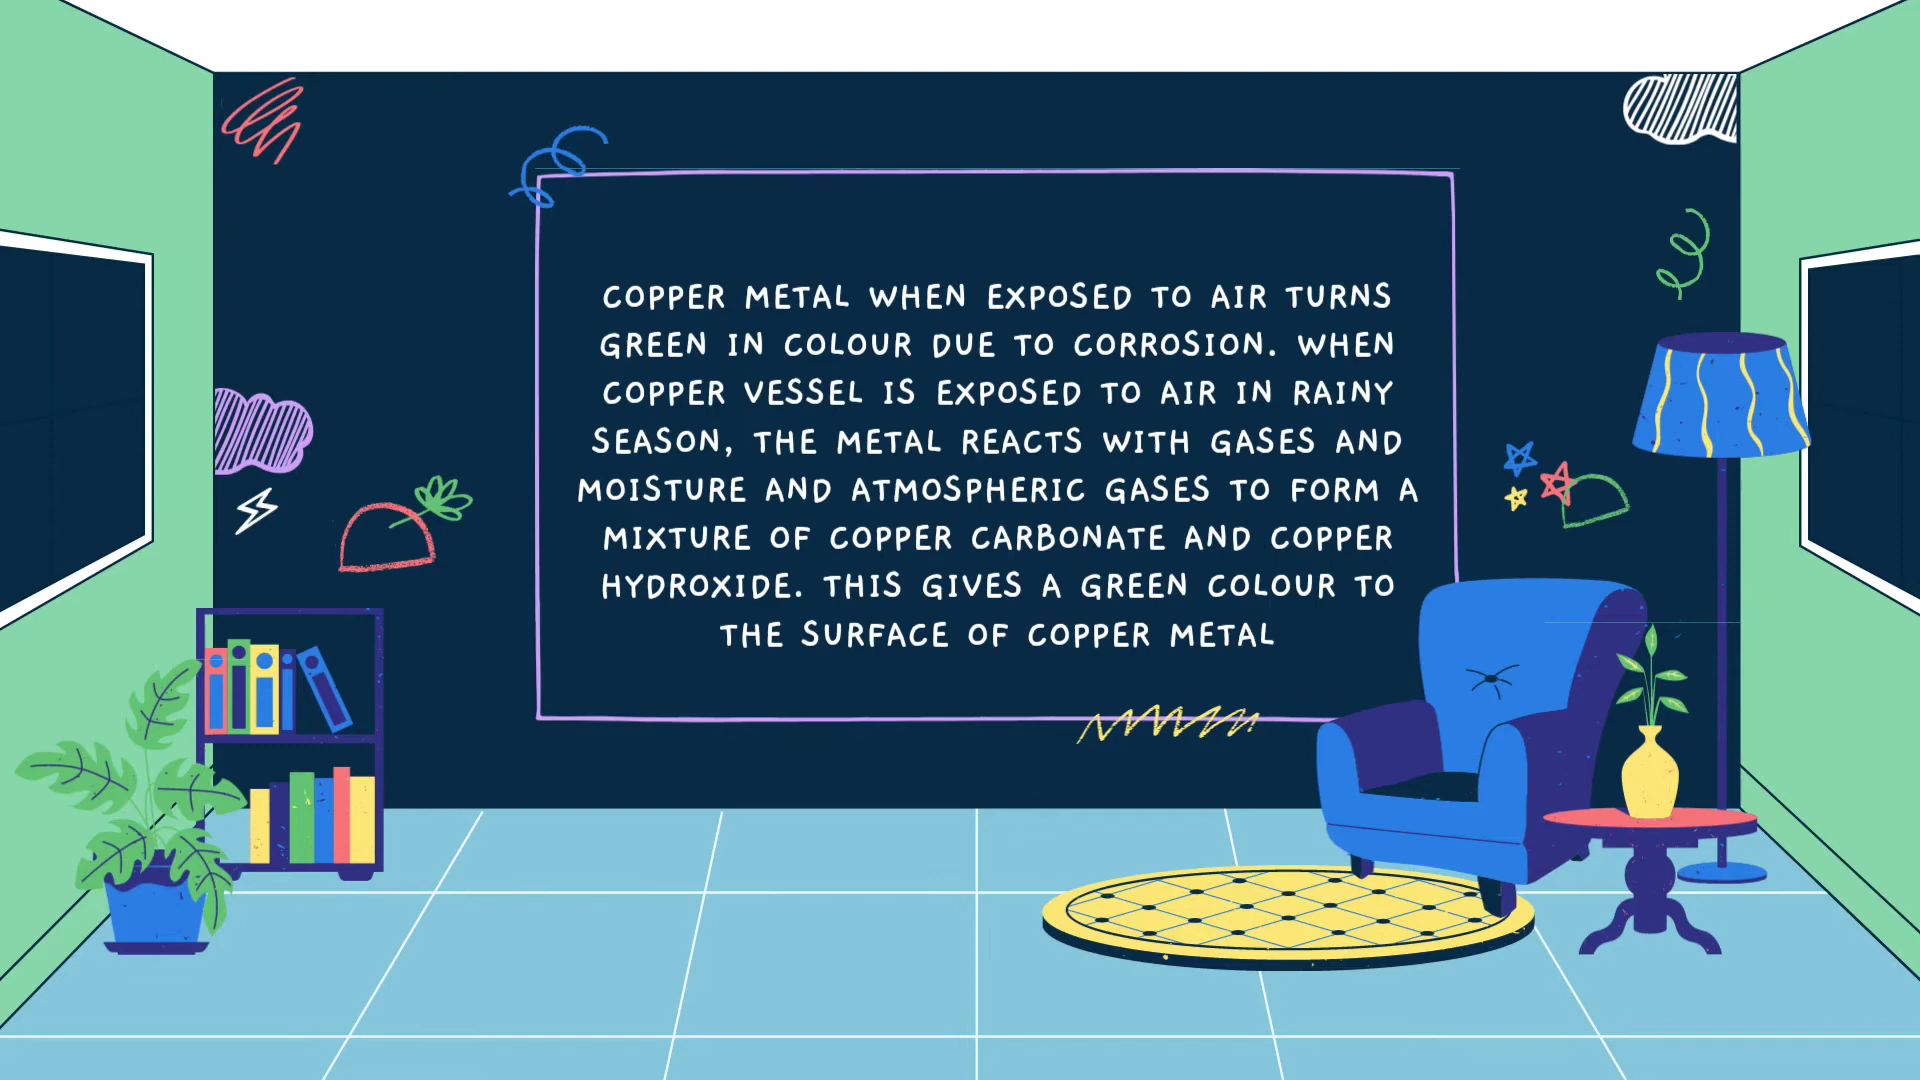 COPPER METAL WHEN EXPOSED TO AIR TURNS
GREEN IN COLOUR DUE TO CORROSION. WHEN
COPPER VESSEL IS EXPOSED TO AIR IN RAINY
SEASON, THE METAL REACTS WITH GASES AND
MOISTURE AND ATMOSPHERIC GASES TO FORM A
MIXTURE OF COPPER CARBONATE AND COPPER
HYDROXIDE. THIS GIVES A GREEN COLOUR TO
THE SURFACE OF COPPER METAL